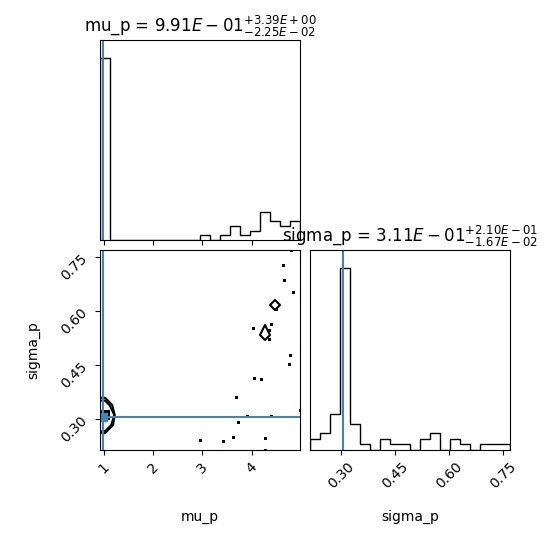 mu_p = 9.91E − 01+3.39E + 00 −2.25E − 02
sigma_p = 3.11E − 01+2.10E − 01 −1.67E − 02
0.75
0.60
0.45
0.30
sigma_p
1 2 3 4
0.30 0.45 0.60 0.75
mu_p sigma_p